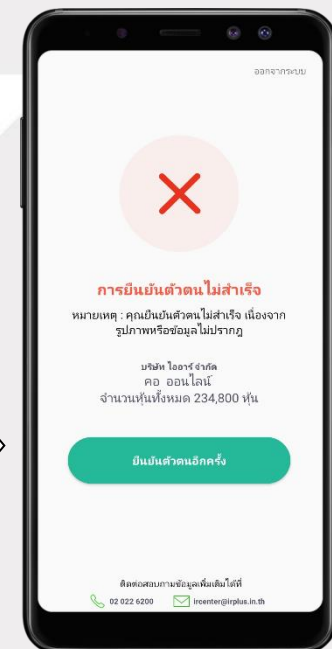 ออกจากระบบ
การยืนยันตัวตนไม่สำเร็จ
หมายเหตุ : คุณยืนยันตัวตนไม่สำเร็จ เนื่องจาก
รูปภาพหรือข้อมูลไม่ปรากฎ
บริษัท ไออาร์ จำกัด
คอ ออนไลน์
จำนวนหุ้นทั้งหมด 234,800 หุ้น
ยืนยันตัวตนอีกครั้ง
ติดต่อสอบถามข้อมูลเพิ่มเติมได้ที่
02 022 6200 ircenter@irplus.in.th